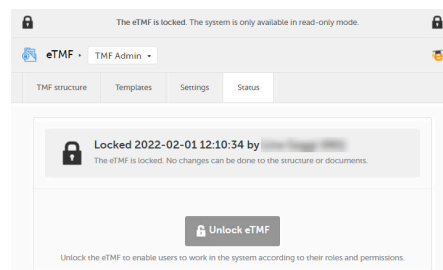 The eTMF is locked. The system is only available in read-only mode.
eTMF TMF Admin
TMF structure Templates Settings Status
Locked 2022-02-01 12:10:34 by
The eTMF is locked. No changes can be done to the structure or documents.
Unlock eTMF
Unlock the eTMF to enable users to work in the system according to their roles and permissions.